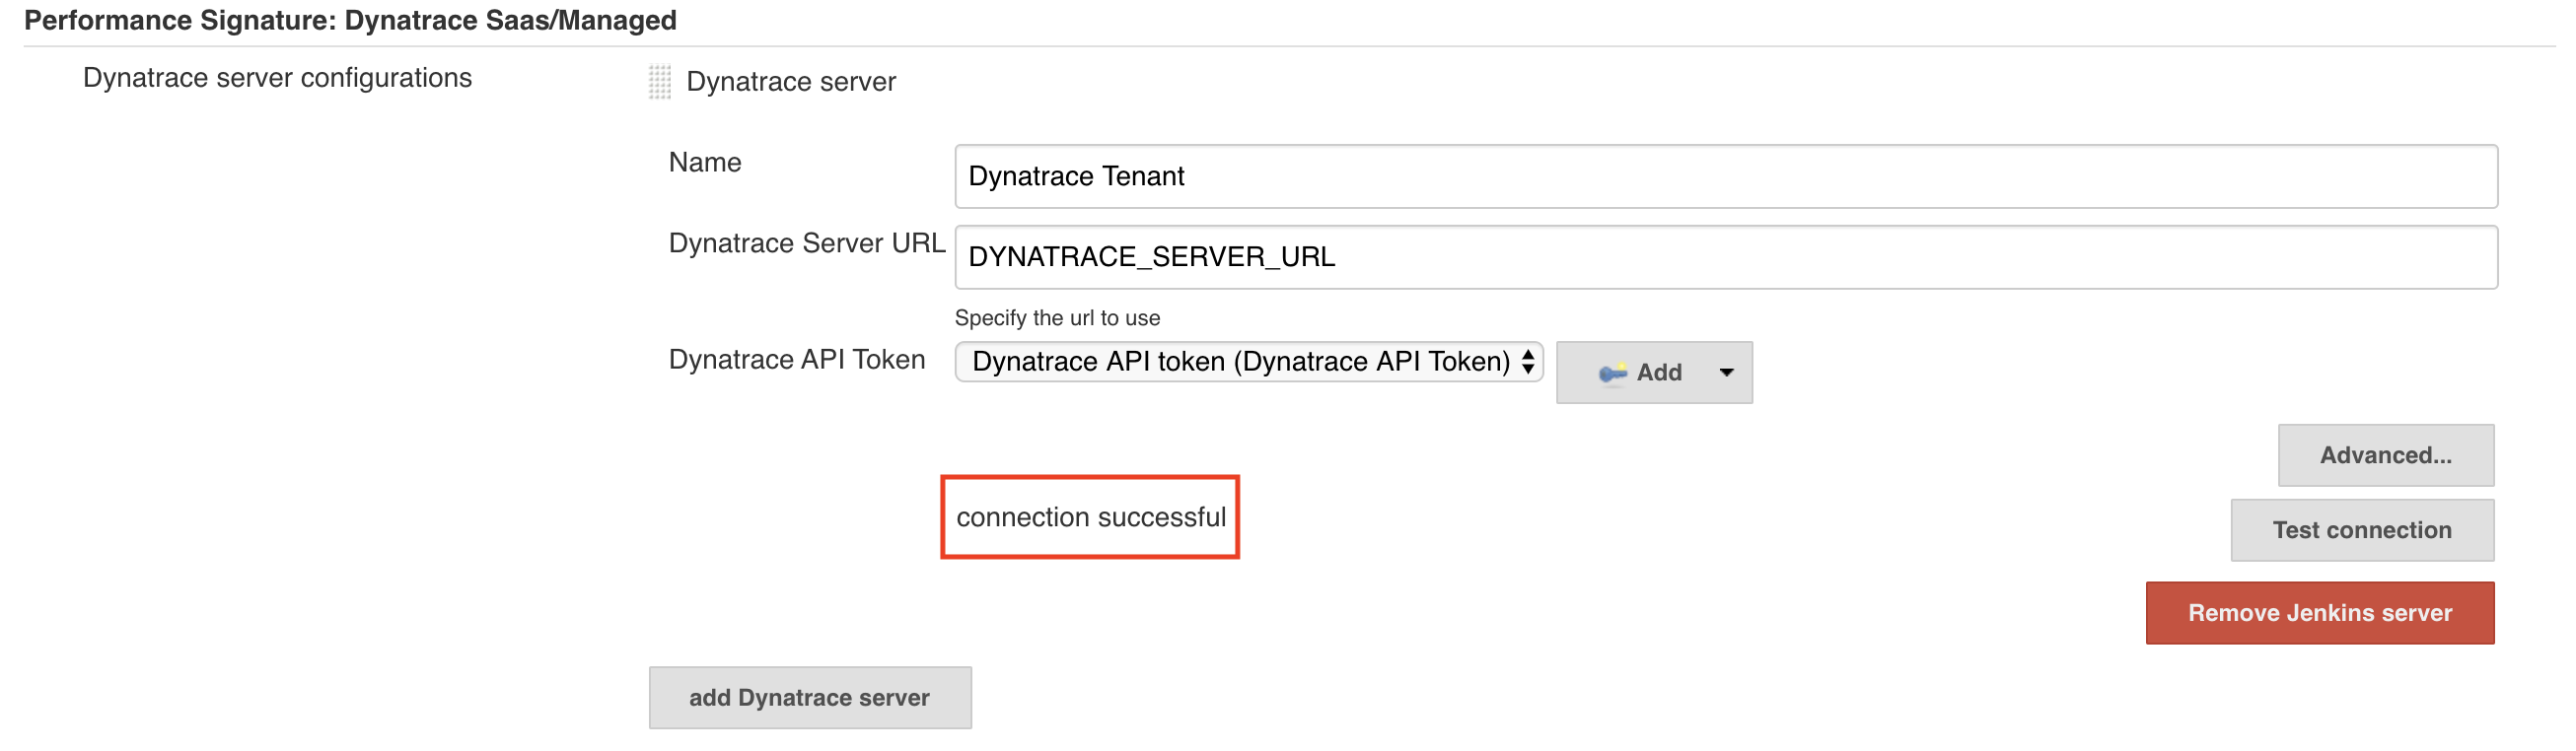 Performance Signature: Dynatrace Saas/Managed
Dynatrace server configurations
Dynatrace server
Name
Dynatrace Tenant
Dynatrace Server URL
DYNATRACE_SERVER_URL
Specify the url to use
Dynatrace API Token
Dynatrace API token (Dynatrace API Token)
Add
Advanced...
connection successful
Test connection
Remove Jenkins server
add Dynatrace server